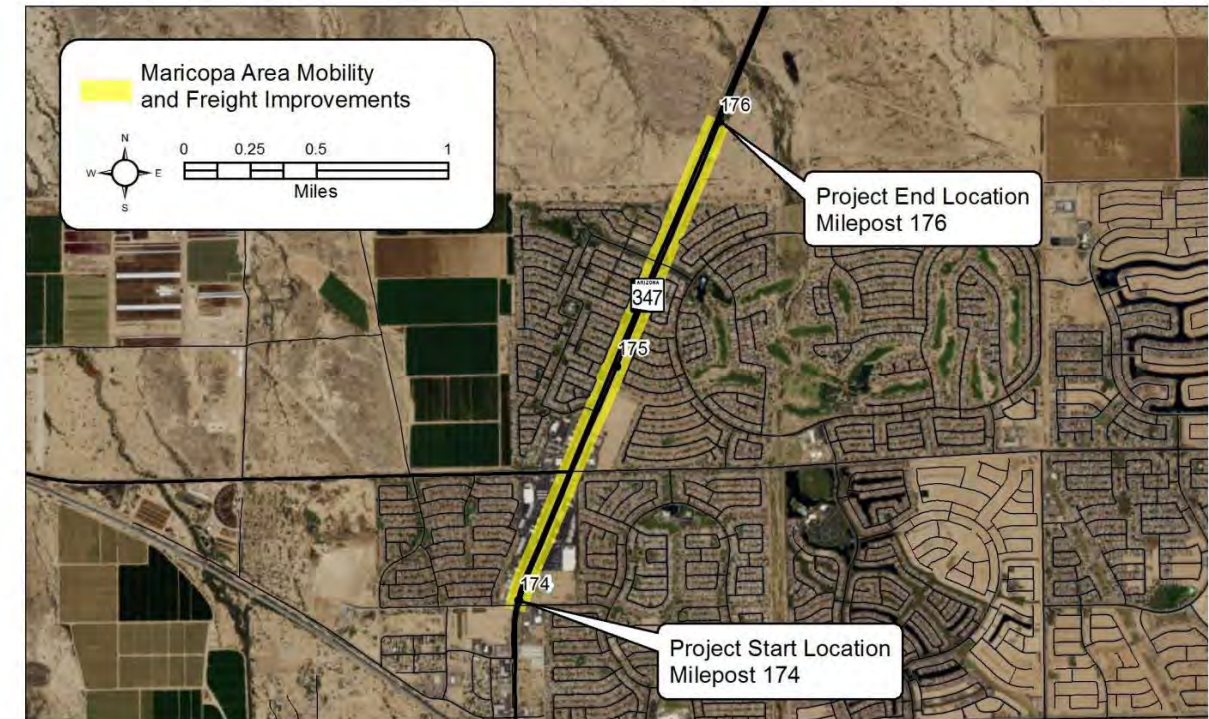 Maricopa Area Mobility
and Freight Improvements
N
W E
S
0 0.25 0.5 1
Miles
176
Project End Location
Milepost 176
ARIZONA
347
175
174
Project Start Location
Milepost 174